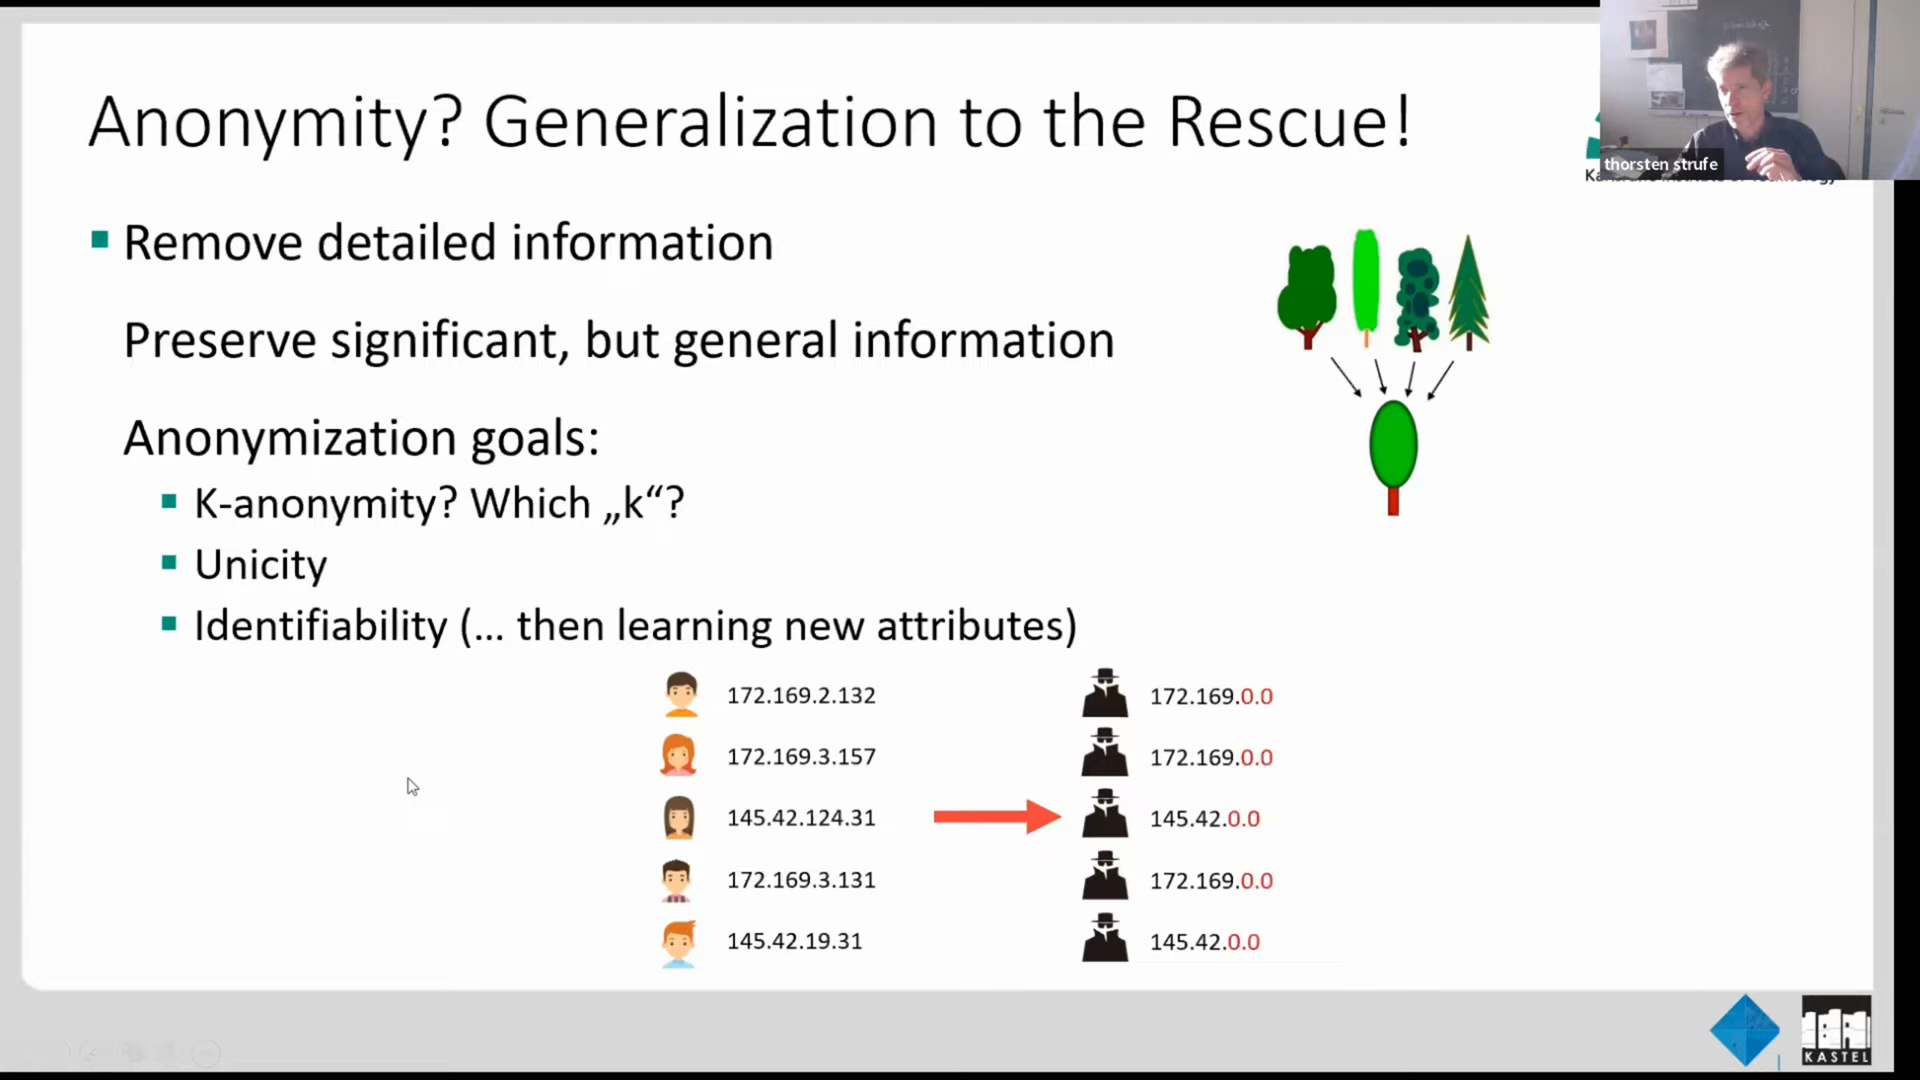 Anonymity? Generalization to the Rescue!
thorsten strufe
Remove detailed information
Preserve significant, but general information
Anonymization goals:
K-anonymity? Which „k“?
Unicity
Identifiability (... then learning new attributes)
172.169.2.132
172.169.0.0
172.169.3.157
172.169.0.0
145.42.124.31
145.42.0.0
172.169.3.131
172.169.0.0
145.42.19.31
145.42.0.0
KASTEL